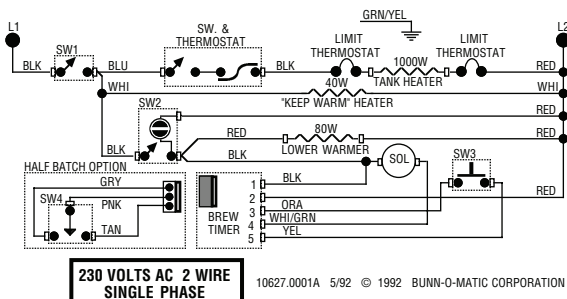 GRN/YEL
L1
L2
SW. &
THERMOSTAT
LIMIT
THERMOSTAT
LIMIT
THERMOSTAT
SW1
BLK
BLU
BLK
1000W
TANK HEATER
RED
WHI
40W
"KEEP WARM" HEATER
WHI
SW2
RED
BLK
RED
80W
LOWER WARMER
RED
BLK
SOL
SW3
HALF BATCH OPTION
GRY
SW4
PNK
TAN
BREW
TIMER
1
BLK
2
RED
3
ORA
4
WHI/GRN
5
YEL
230 VOLTS AC 2 WIRE
SINGLE PHASE
10627.0001A 5/92 © 1992 BUNN-O-MATIC CORPORATION